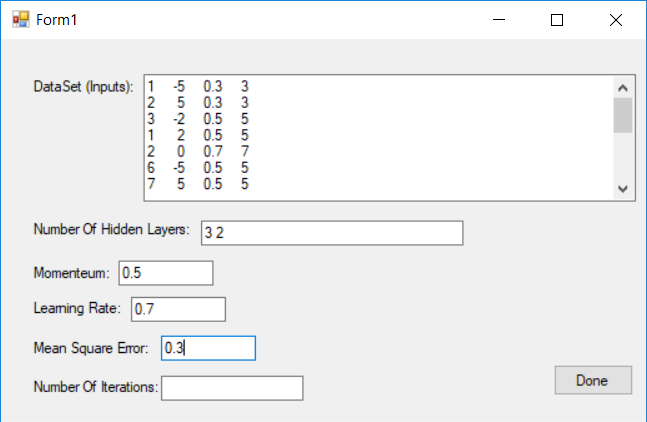 Form1
DataSet (Inputs):
1 -5 0.3 3
2 5 0.3 3
3 -2 0.5 5
1 2 0.5 5
2 0 0.7 7
6 -5 0.5 5
7 5 0.5 5
Number Of Hidden Layers: 3 2
Momenteum: 0.5
Learning Rate: 0.7
Mean Square Error: 0.3
Number Of Iterations:
Done